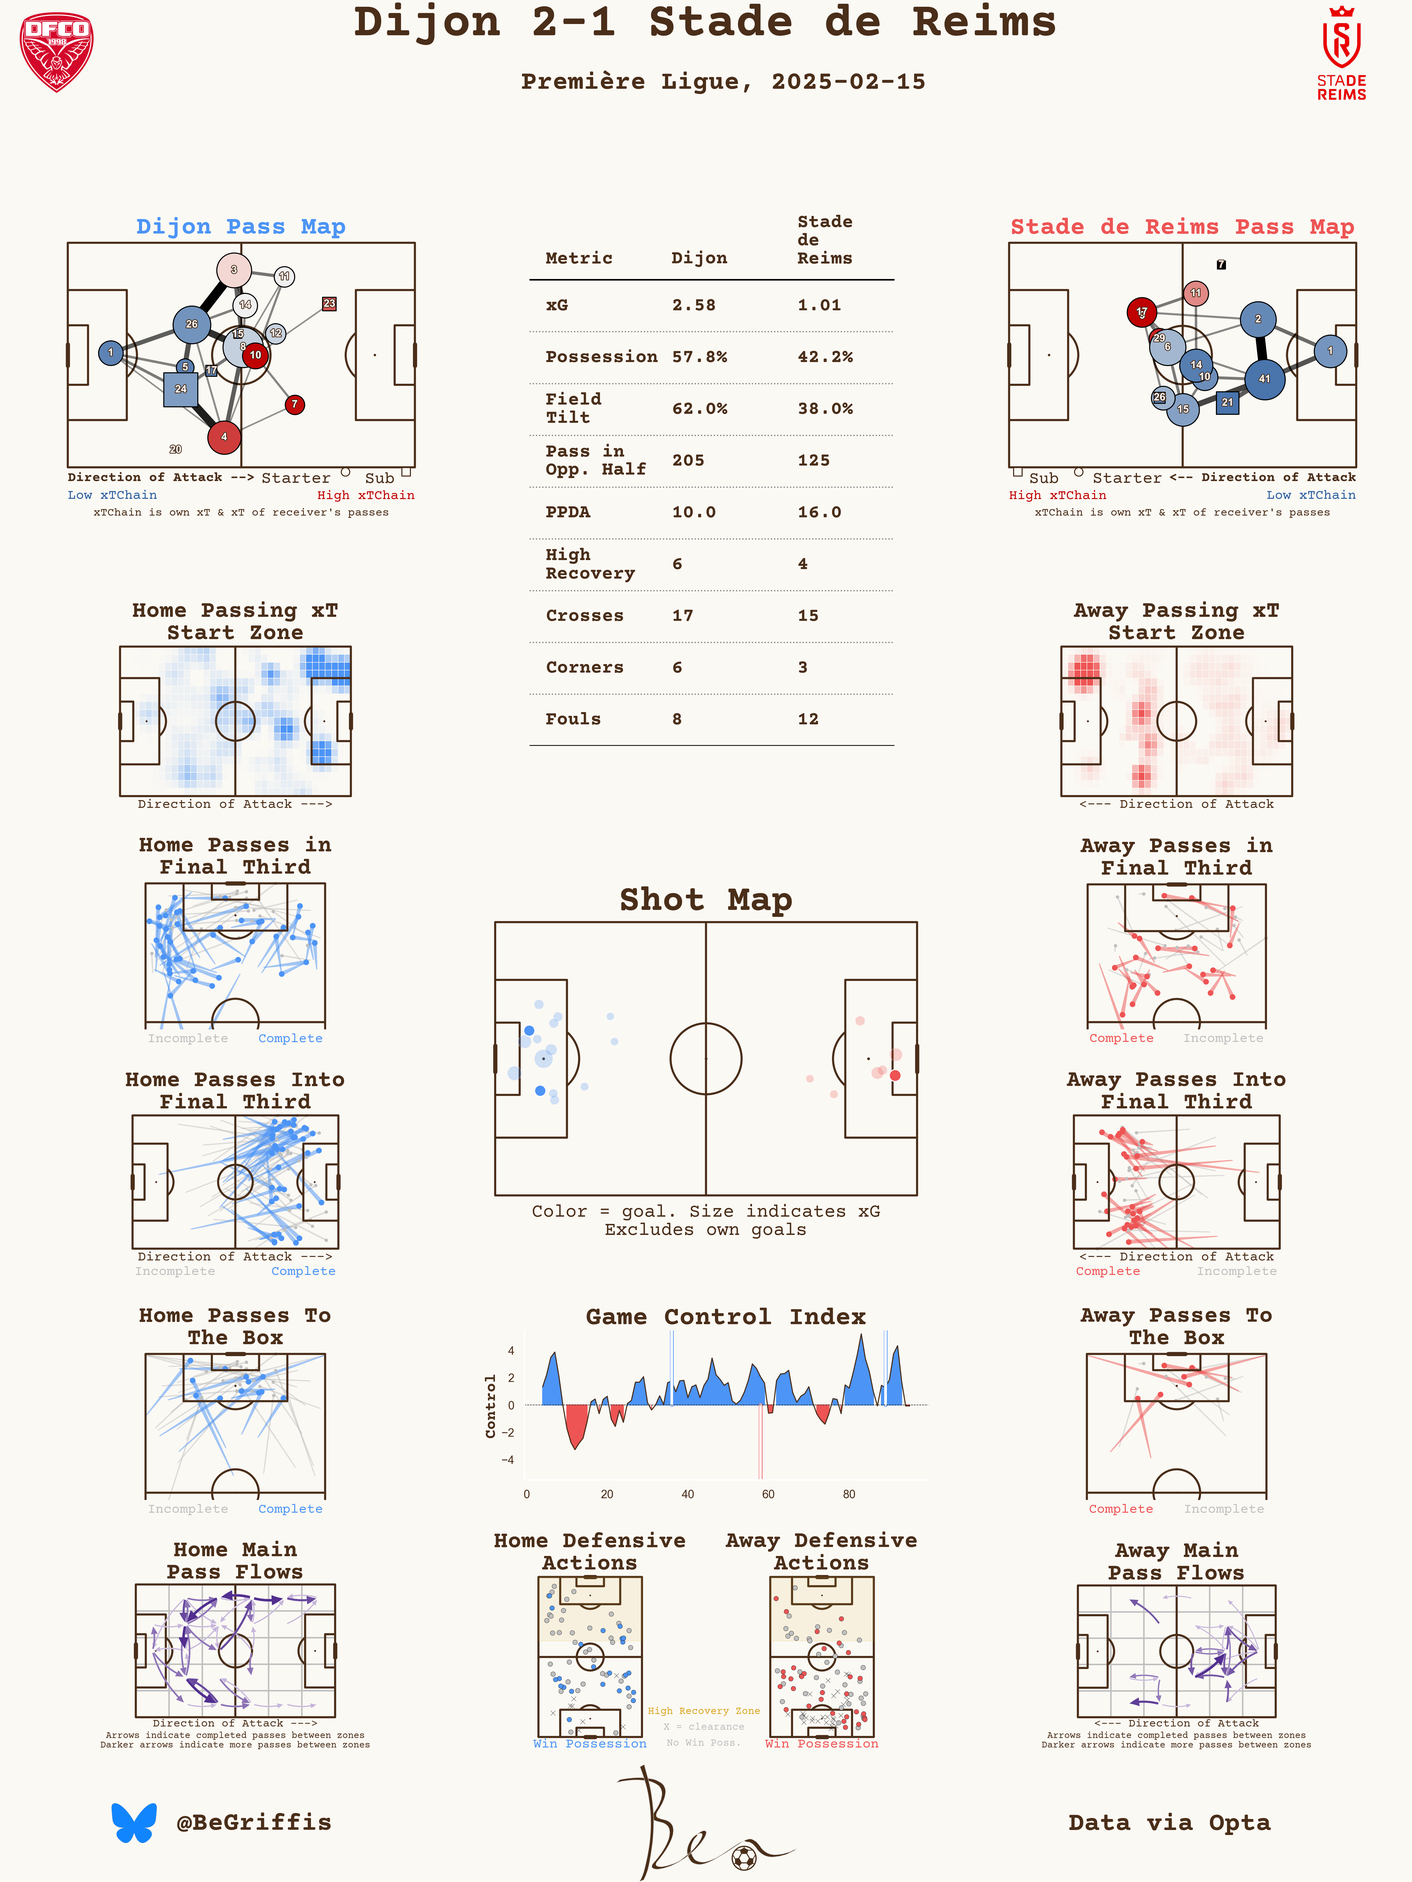 Dijon 2-1 Stade de Reims
Première Ligue, 2025-02-15
DFCO
1998
STADE
REIMS
Dijon Pass Map
3
11
14
23
26
15
12
8
10
1
5
17
24
7
4
20
Direction of Attack --> Starter Sub
Low xTChain High xTChain
xTChain is own xT & xT of receiver's passes
Metric Dijon Stade de Reims
xG 2.58 1.01
Possession 57.8% 42.2%
Field Tilt 62.0% 38.0%
Pass in Opp. Half 205 125
PPDA 10.0 16.0
High Recovery 6 4
Crosses 17 15
Corners 6 3
Fouls 8 12
Stade de Reims Pass Map
7
11
17
2
29
6
1
14
10
41
26
15
21
Sub Starter <-- Direction of Attack
High xTChain Low xTChain
xTChain is own xT & xT of receiver's passes
Home Passing xT
Start Zone
Direction of Attack --->
Away Passing xT
Start Zone
<--- Direction of Attack
Home Passes in
Final Third
Incomplete Complete
Away Passes in
Final Third
Complete Incomplete
Shot Map
Color = goal. Size indicates xG
Excludes own goals
Home Passes Into
Final Third
Direction of Attack --->
Incomplete Complete
Away Passes Into
Final Third
<--- Direction of Attack
Complete Incomplete
Home Passes To
The Box
Incomplete Complete
Game Control Index
Control
4
2
0
−2
−4
0 20 40 60 80
Away Passes To
The Box
Complete Incomplete
Home Main
Pass Flows
Direction of Attack --->
Arrows indicate completed passes between zones
Darker arrows indicate more passes between zones
Home Defensive
Actions
Win Possession
High Recovery Zone
X = clearance
No Win Poss.
Away Defensive
Actions
Win Possession
Away Main
Pass Flows
<--- Direction of Attack
Arrows indicate completed passes between zones
Darker arrows indicate more passes between zones
@BeGriffis
Ben
Data via Opta